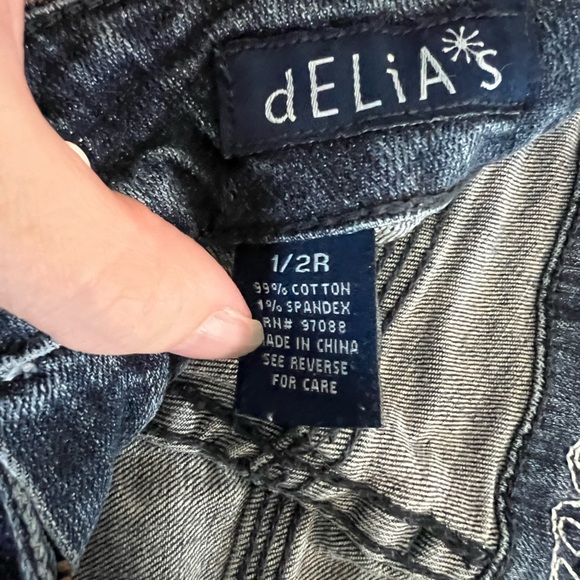 dELiA*s
1/2R
99% COTTON
1% SPANDEX
RN# 97088
MADE IN CHINA
SEE REVERSE
FOR CARE